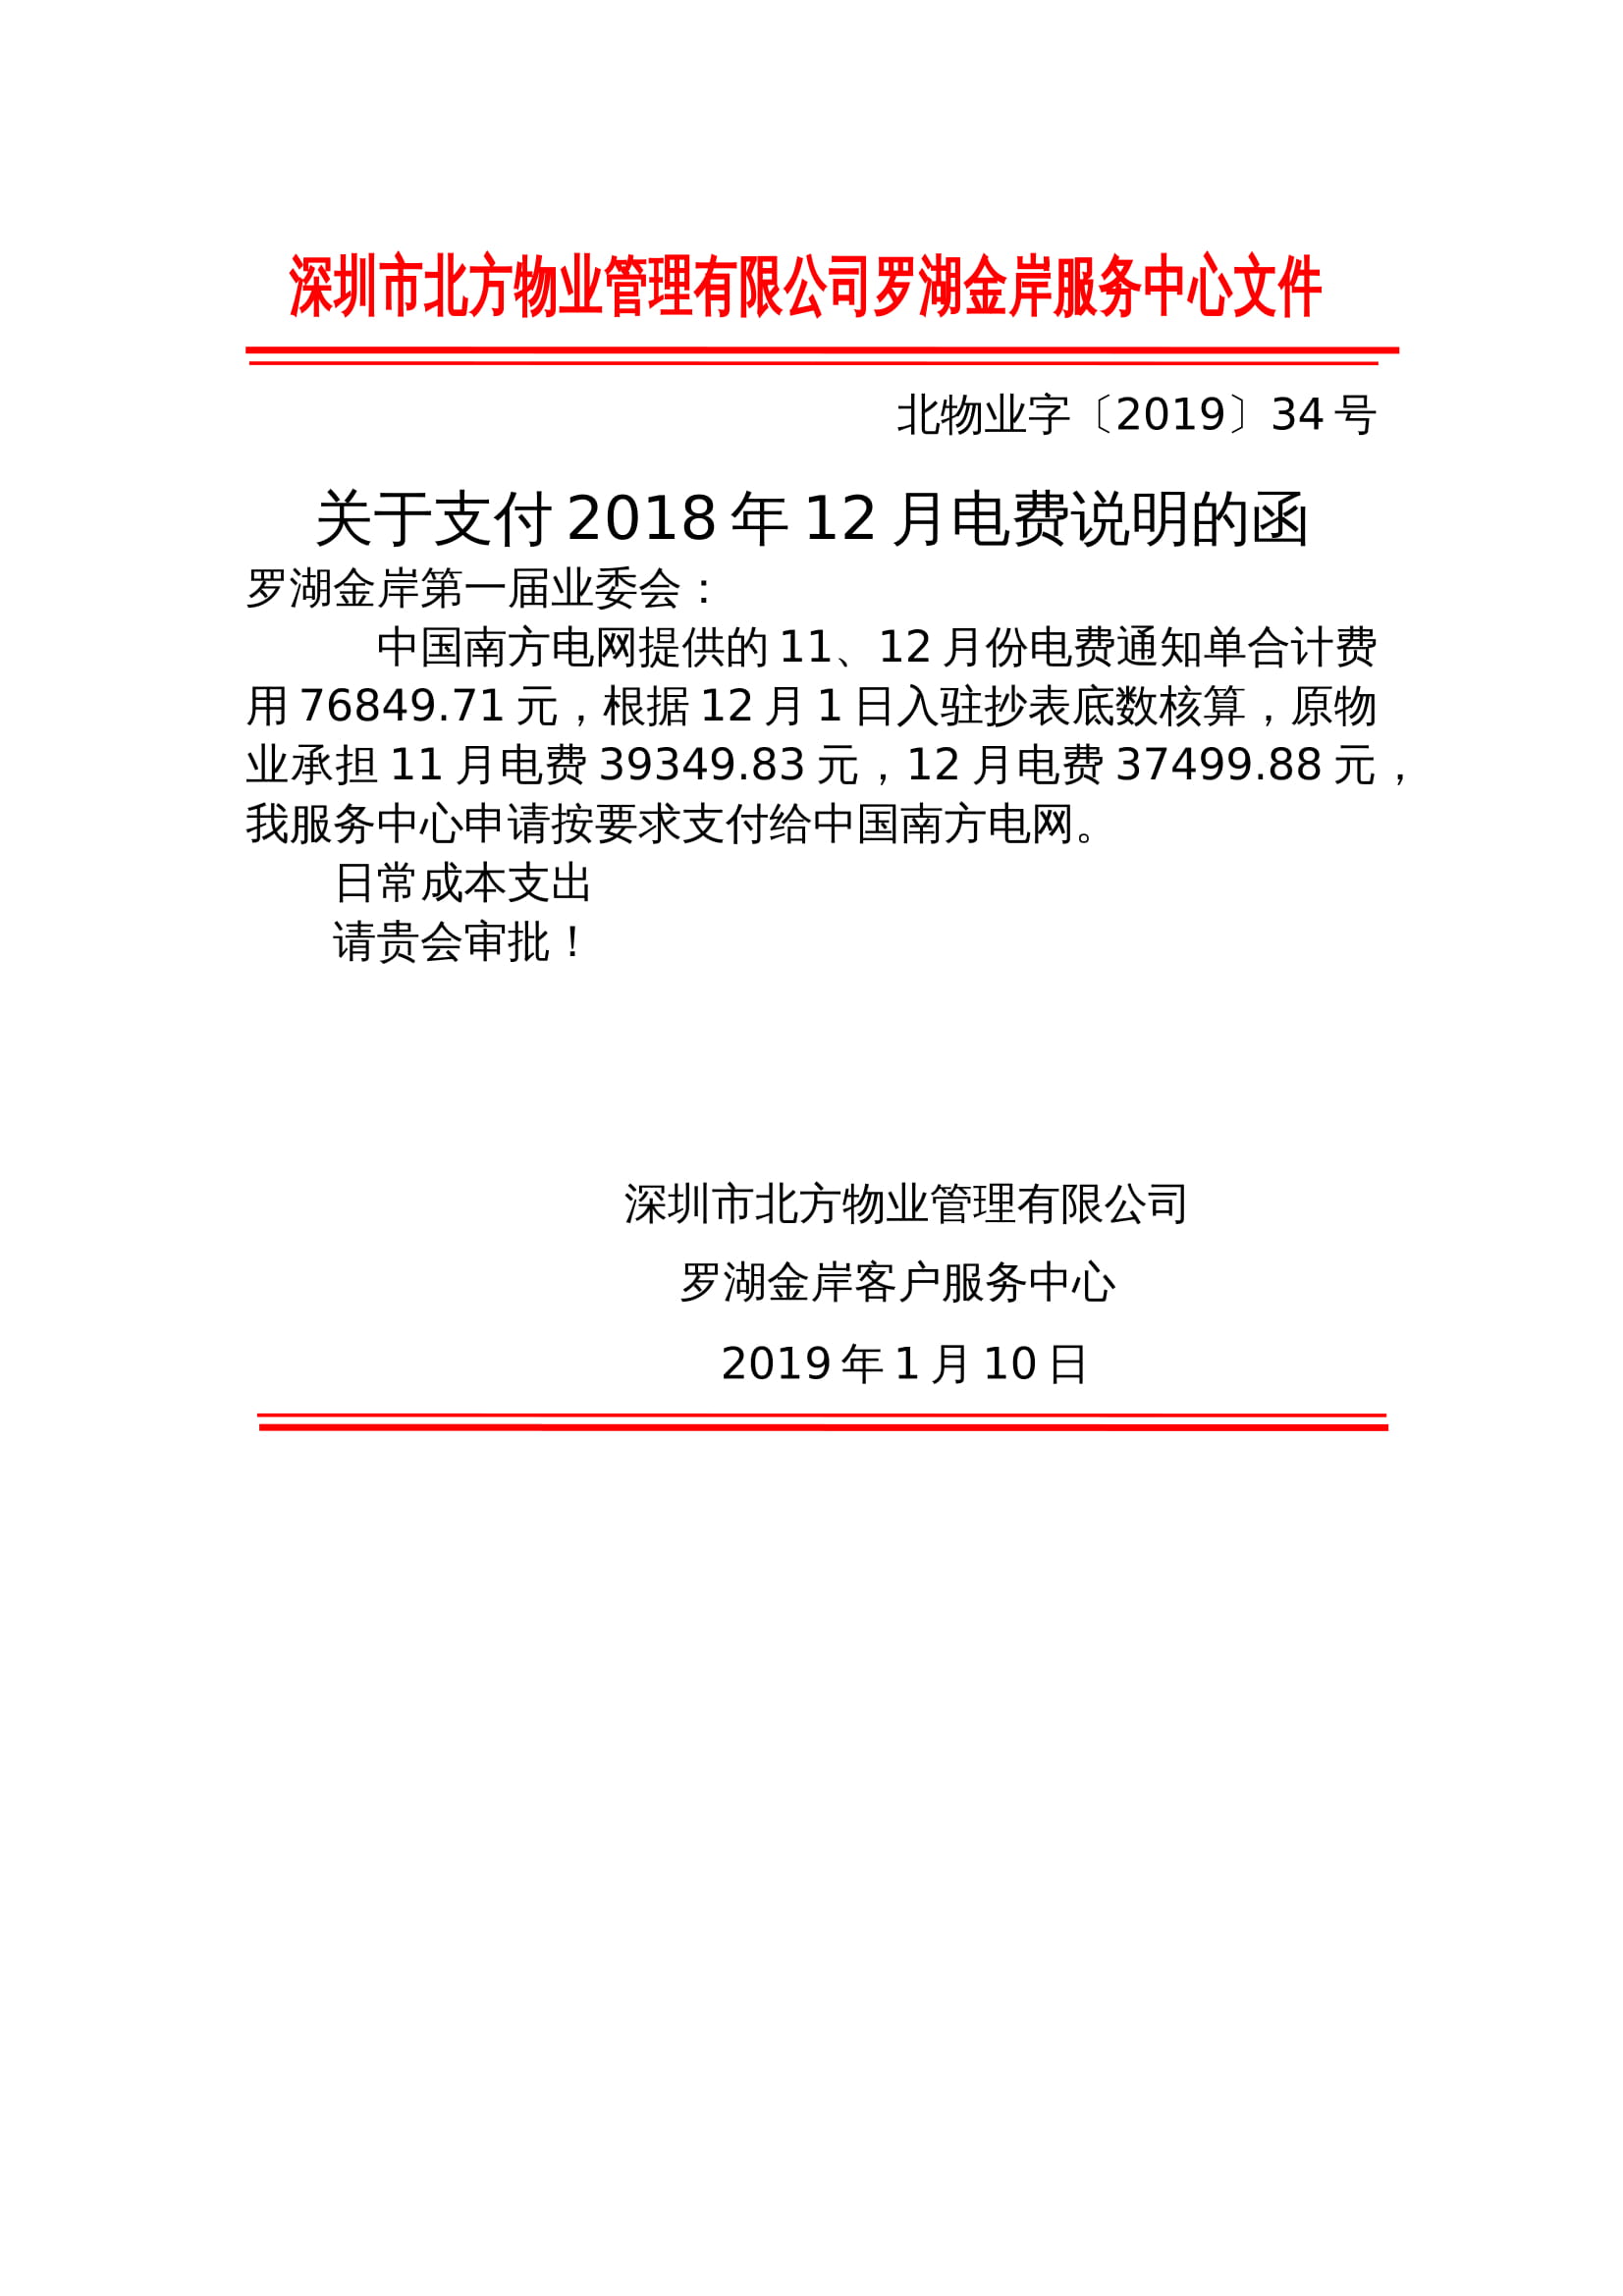 深圳市北方物业管理有限公司罗湖金岸服务中心文件
北物业字〔2019〕34 号
关于支付 2018 年 12 月电费说明的函
罗湖金岸第一届业委会：
中国南方电网提供的 11、12 月份电费通知单合计费
用 76849.71 元，根据 12 月 1 日入驻抄表底数核算，原物
业承担 11 月电费 39349.83 元，12 月电费 37499.88 元，
我服务中心申请按要求支付给中国南方电网。
日常成本支出
请贵会审批！
深圳市北方物业管理有限公司
罗湖金岸客户服务中心
2019 年 1 月 10 日